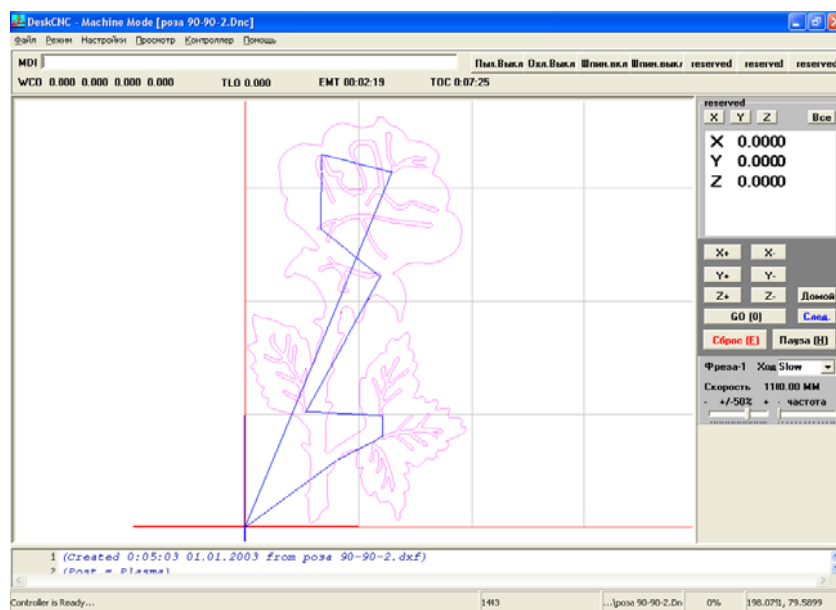 DeskCNC - Machine Mode [роза 90-90-2.Dnc]
Файл Режим Настройки Просмотр Контроллер Помощь
MDI Пыл.Выкл Охл.Выкл Шпин.вкл Шпин.выкл reserved reserved reserved
WCO 0.000 0.000 0.000 0.000 TLO 0.000 EMT 00:02:19 TOC 0:07:25
reserved
X Y Z Все
X 0.0000
Y 0.0000
Z 0.0000
X+ X-
Y+ Y-
Z+ Z- Домой
GO (0) След.
Сброс (E) Пауза (H)
Фреза-1 Ход Slow
Скорость 1100.00 MM
- +/-50% + - частота
1 (Created 0:05:03 01.01.2003 from роза 90-90-2.dxf)
2 (Post = Plasma)
Controller is Ready... 1443 ...\роза 90-90-2.Dn 0% 198.0791, 79.5899